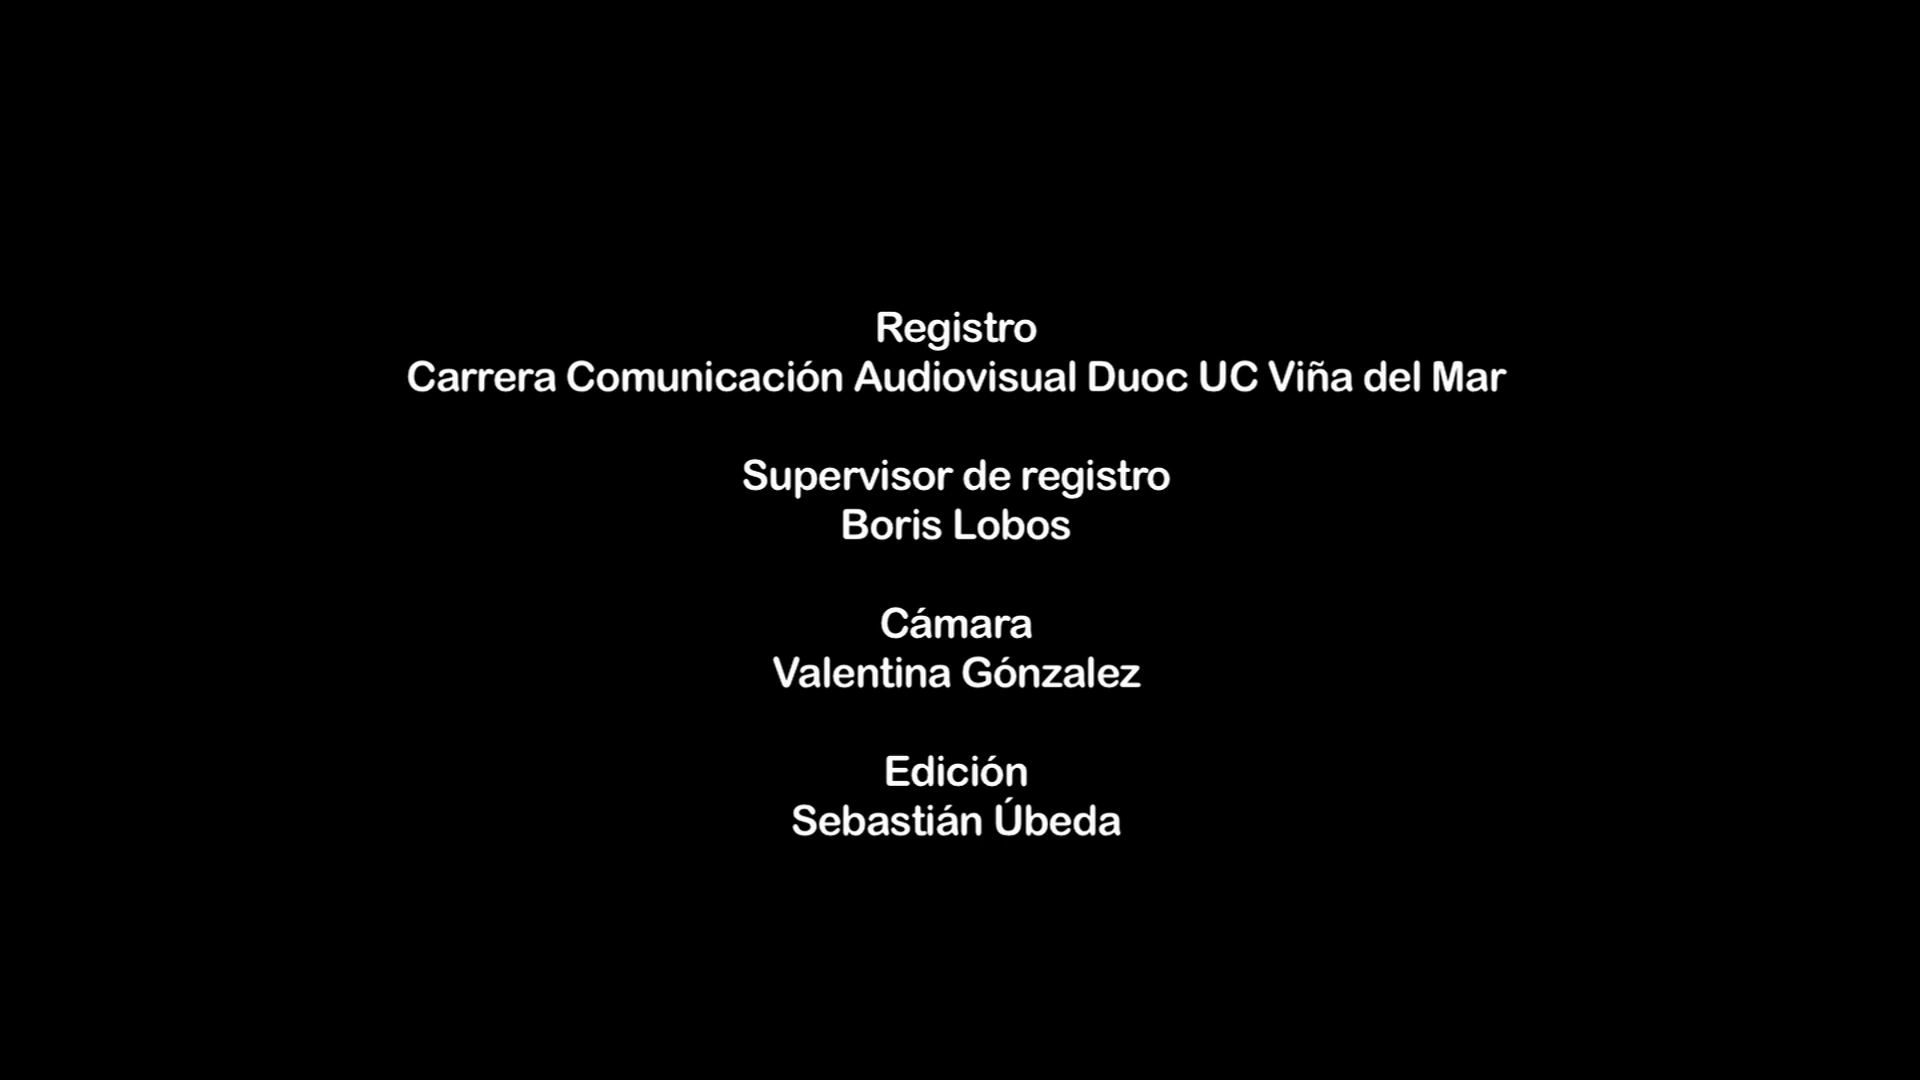 Registro
Carrera Comunicación Audiovisual Duoc UC Viña del Mar
Supervisor de registro
Boris Lobos
Cámara
Valentina Gónzalez
Edición
Sebastián Úbeda